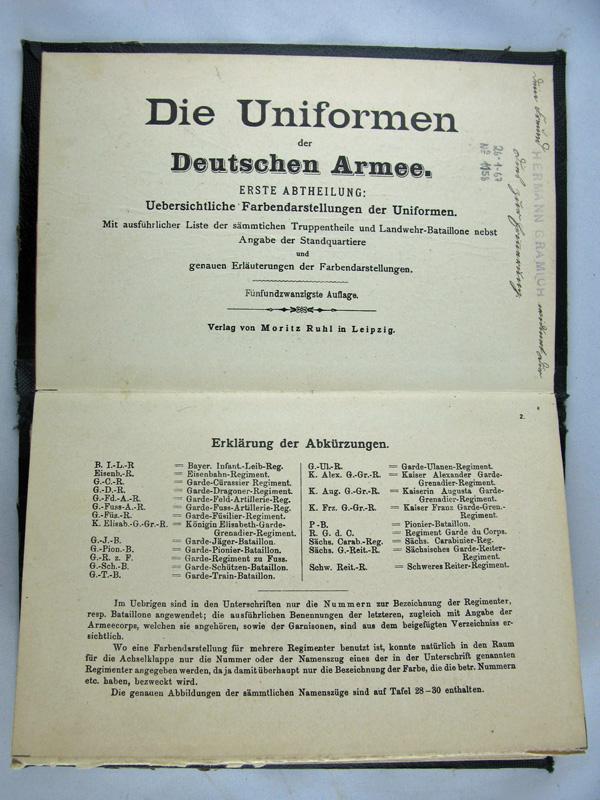 Die Uniformen
der
Deutschen Armee.
ERSTE ABTHEILUNG:
Uebersichtliche Farbendarstellungen der Uniformen.
Mit ausführlicher Liste der sämmtichen Truppentheile und Landwehr-Bataillone nebst
Angabe der Standquartiere
und
genauen Erläuterungen der Farbendarstellungen.
Fünfundzwanzigste Auflage.
Verlag von Moritz Ruhl in Leipzig.
26-1-67
Nº 1156
HERMANN GRAMLICH
2.
Erklärung der Abkürzungen.
B. I.-L.-R = Bayer. Infant.-Leib-Reg.
Eisenb.-R. = Eisenbahn-Regiment.
G.-C.-R. = Garde-Cürassier Regiment.
G.-D.-R. = Garde-Dragoner-Regiment.
G.-Fd.-A.-R. = Garde-Feld-Artillerie-Reg.
G.-Fuss-A.-R. = Garde-Fuss-Artillerie-Reg.
G.-Füs.-R. = Garde-Füsilier-Regiment.
K. Elisab.-G.-Gr.-R. = Königin Elisabeth-Garde-
Grenadier-Regiment.
G.-J.-B. = Garde-Jäger-Bataillon.
G.-Pion.-B. = Garde-Pionier-Bataillon.
G.-R. z. F. = Garde-Regiment zu Fuss.
G.-Sch.-B. = Garde-Schützen-Bataillon.
G.-T.-B. = Garde-Train-Bataillon.
G.-Ul.-R. = Garde-Ulanen-Regiment.
K. Alex. G.-Gr.-R. = Kaiser Alexander Garde-
Grenadier-Regiment.
K. Aug. G.-Gr.-R. = Kaiserin Augusta Garde-
Grenadier-Regiment.
K. Frz. G.-Gr.-R. = Kaiser Franz Garde-Gren.-
Regiment.
P -B. = Pionier-Bataillon.
R. G. d. C. = Regiment Garde du Corps.
Sächs. Carab.-Reg. = Sächs. Carabinier-Reg.
Sächs. G.-Reit.-R. = Sächsisches Garde-Reiter-
Regiment.
Schw. Reit.-R. = Schweres Reiter-Regiment.
Im Uebrigen sind in den Unterschriften nur die Nummern zur Bezeichnung der Regimenter,
resp. Bataillone angewendet; die ausführlichen Benennungen der letzteren, zugleich mit Angabe der
Armeecorps, welchen sie angehören, sowie der Garnisonen, sind aus dem beigefügten Verzeichniss er-
sichtlich.
Wo eine Farbendarstellung für mehrere Regimenter benutzt ist, konnte natürlich in den Raum
für die Achselklappe nur die Nummer oder der Namenszug eines der in der Unterschrift genannten
Regimenter angegeben werden, da ja damit überhaupt nur die Bezeichnung der Farbe, die die betr. Nummern
etc. haben, bezweckt wird.
Die genauen Abbildungen der sämmtlichen Namenszüge sind auf Tafel 28-30 enthalten.